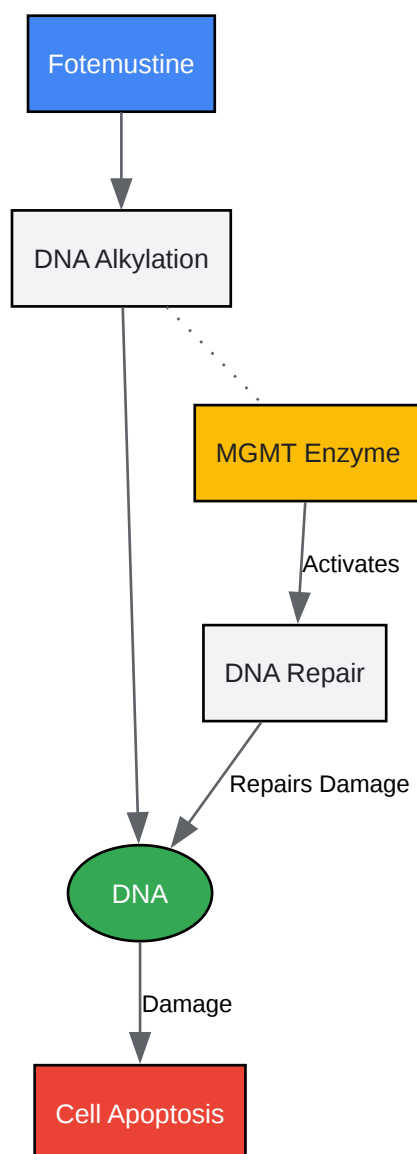 Fotemustine
DNA Alkylation
MGMT Enzyme
Activates
DNA Repair
Repairs Damage
DNA
Damage
Cell Apoptosis